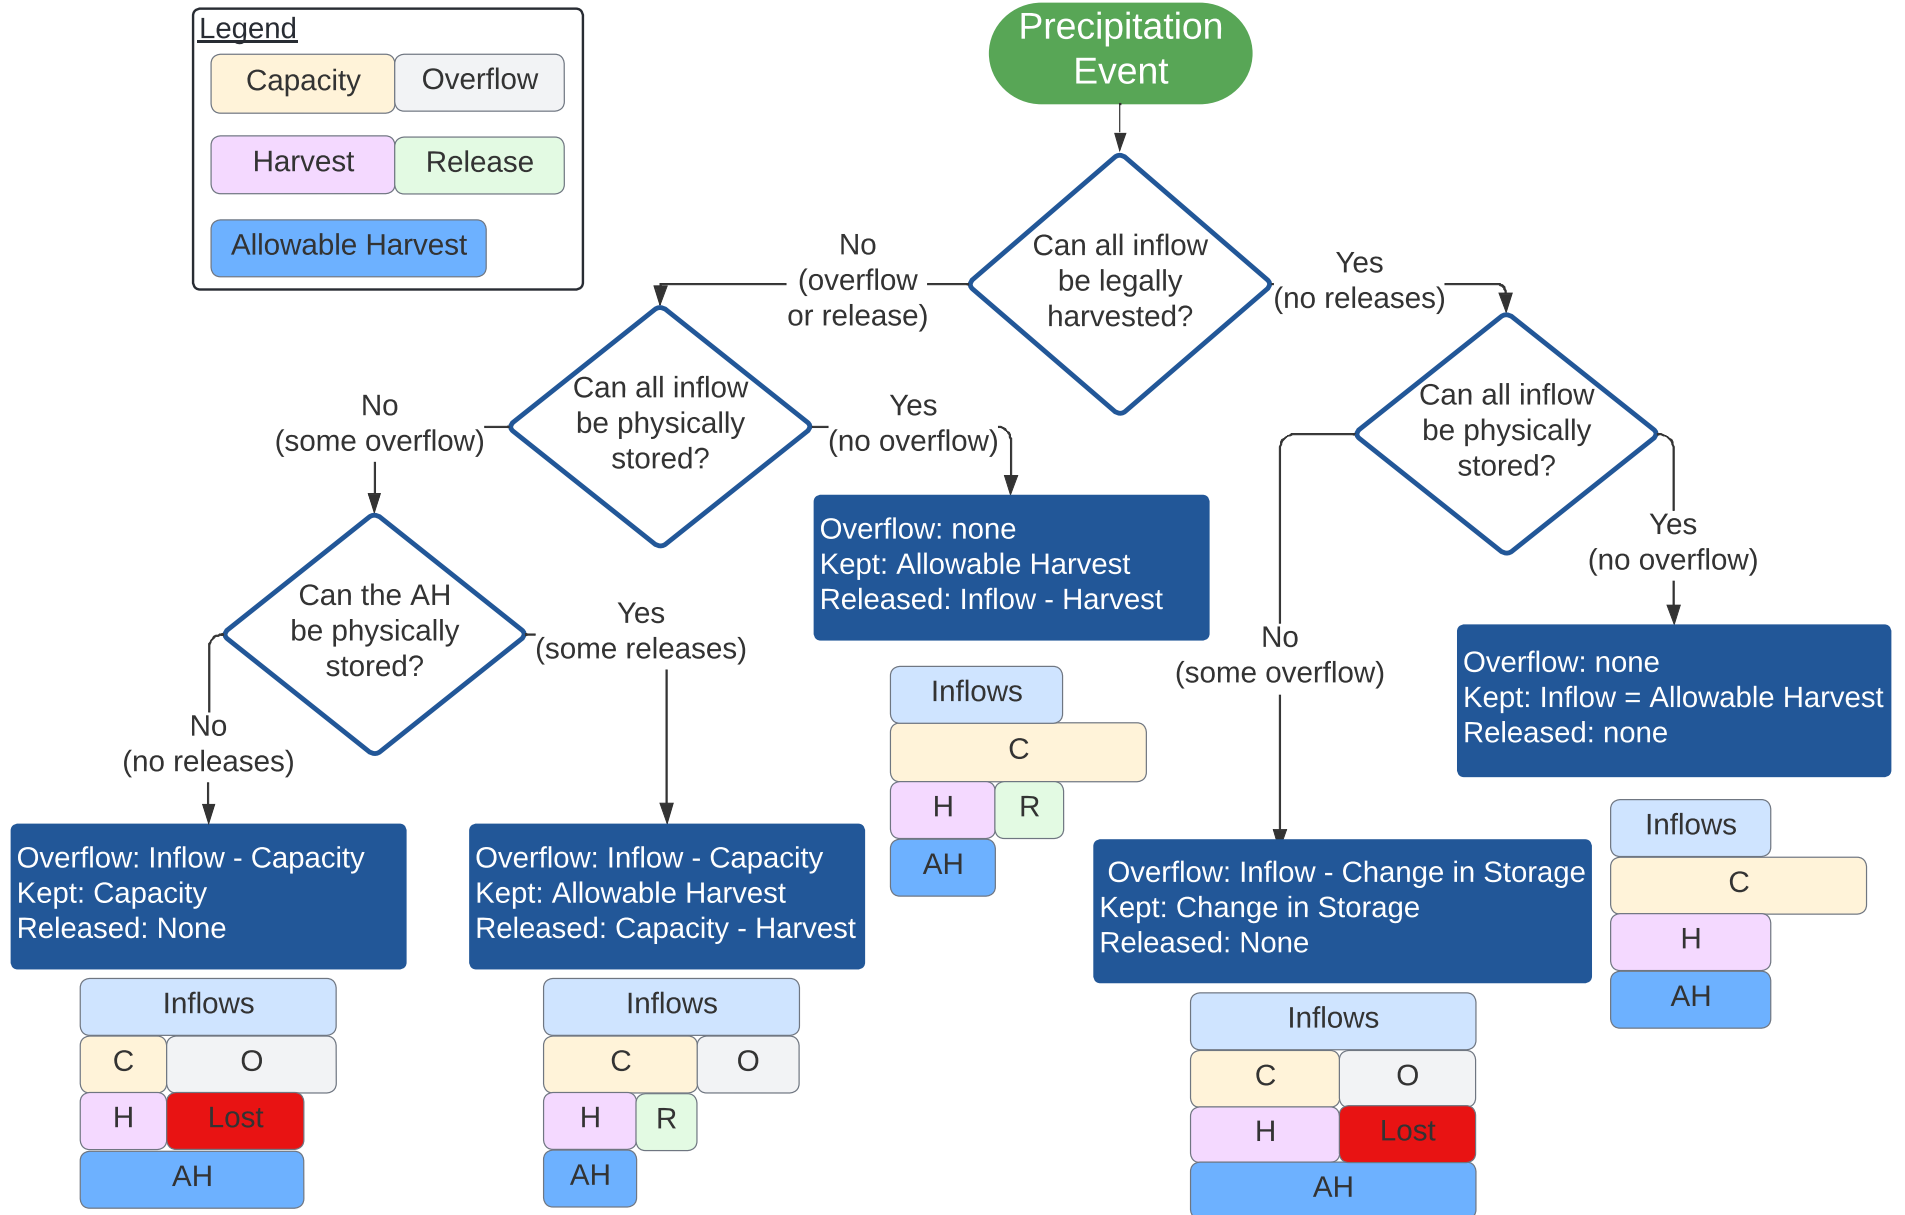 Legend
Capacity
Overflow
Harvest
Release
Allowable Harvest
Precipitation
Event
Can all inflow
be legally
harvested?
No
(overflow
or release)
Yes
(no releases)
Can all inflow
be physically
stored?
Can all inflow
be physically
stored?
No
(some overflow)
Yes
(no overflow)
Overflow: none
Kept: Allowable Harvest
Released: Inflow - Harvest
Inflows
C
H
R
AH
Can the AH
be physically
stored?
No
(no releases)
Yes
(some releases)
Overflow: Inflow - Capacity
Kept: Capacity
Released: None
Inflows
C
O
H
Lost
AH
Overflow: Inflow - Capacity
Kept: Allowable Harvest
Released: Capacity - Harvest
Inflows
C
O
H
R
AH
No
(some overflow)
Overflow: Inflow - Change in Storage
Kept: Change in Storage
Released: None
Inflows
C
O
H
Lost
AH
Yes
(no overflow)
Overflow: none
Kept: Inflow = Allowable Harvest
Released: none
Inflows
C
H
AH